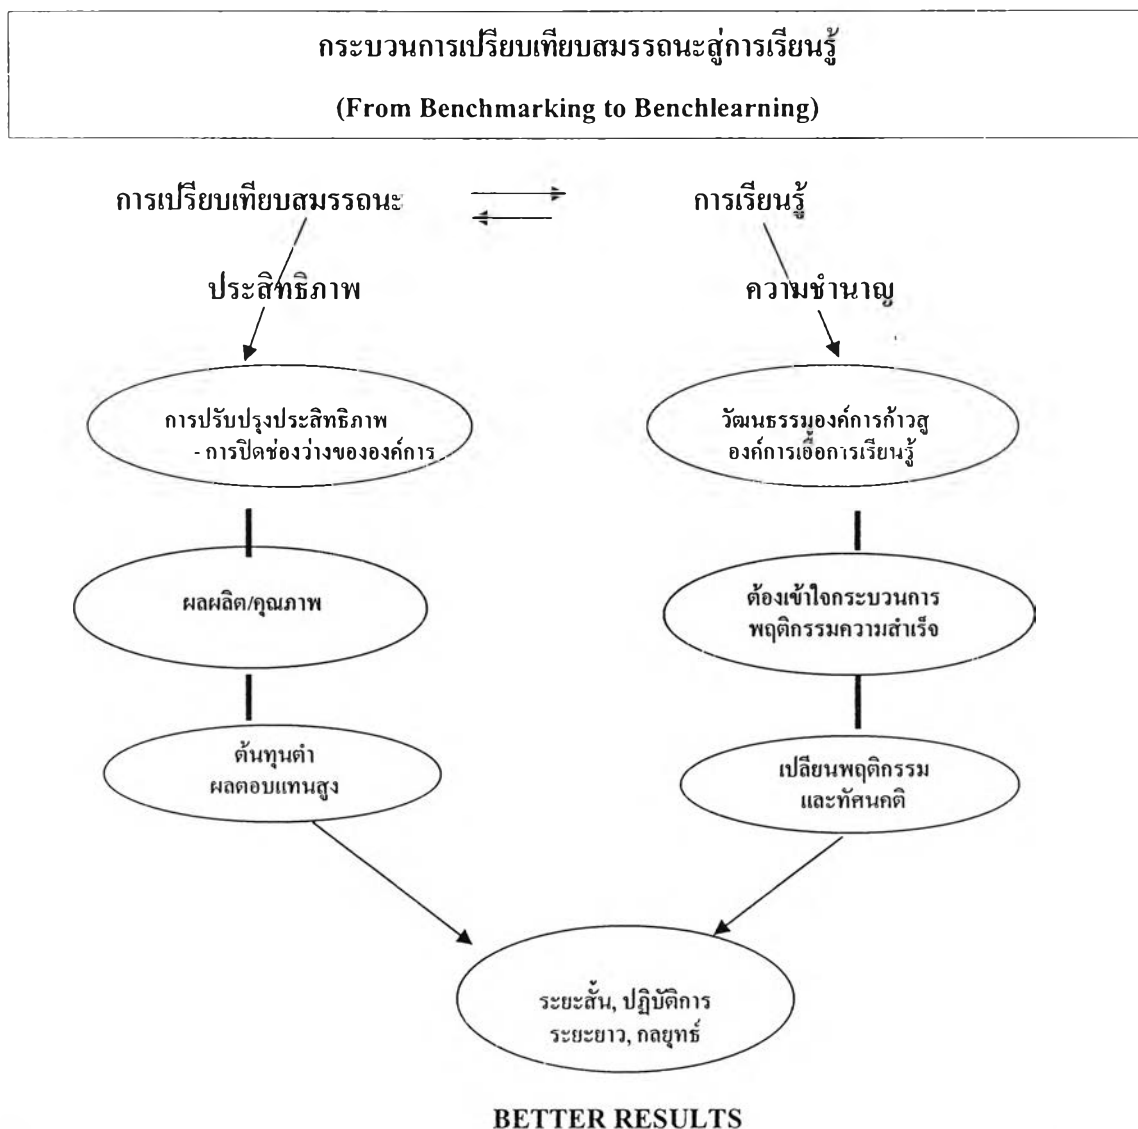 กระบวนการเปรียบเทียบสมรรถนะสู่การเรียนรู้
(From Benchmarking to Benchlearning)
การเปรียบเทียบสมรรถนะ
การเรียนรู้
ประสิทธิภาพ
ความชำนาญ
การปรับปรุงประสิทธิภาพ
- การปิดช่องว่างขององค์การ
วัฒนธรรมองค์การก้าวสู
องค์การเอื้อการเรียนรู้
ผลผลิต/คุณภาพ
ต้องเข้าใจกระบวนการ
พฤติกรรมความสำเร็จ
ต้นทุนต่ำ
ผลตอบแทนสูง
เปลี่ยนพฤติกรรม
และทัศนคติ
ระยะสั้น, ปฏิบัติการ
ระยะยาว, กลยุทธ์
BETTER RESULTS